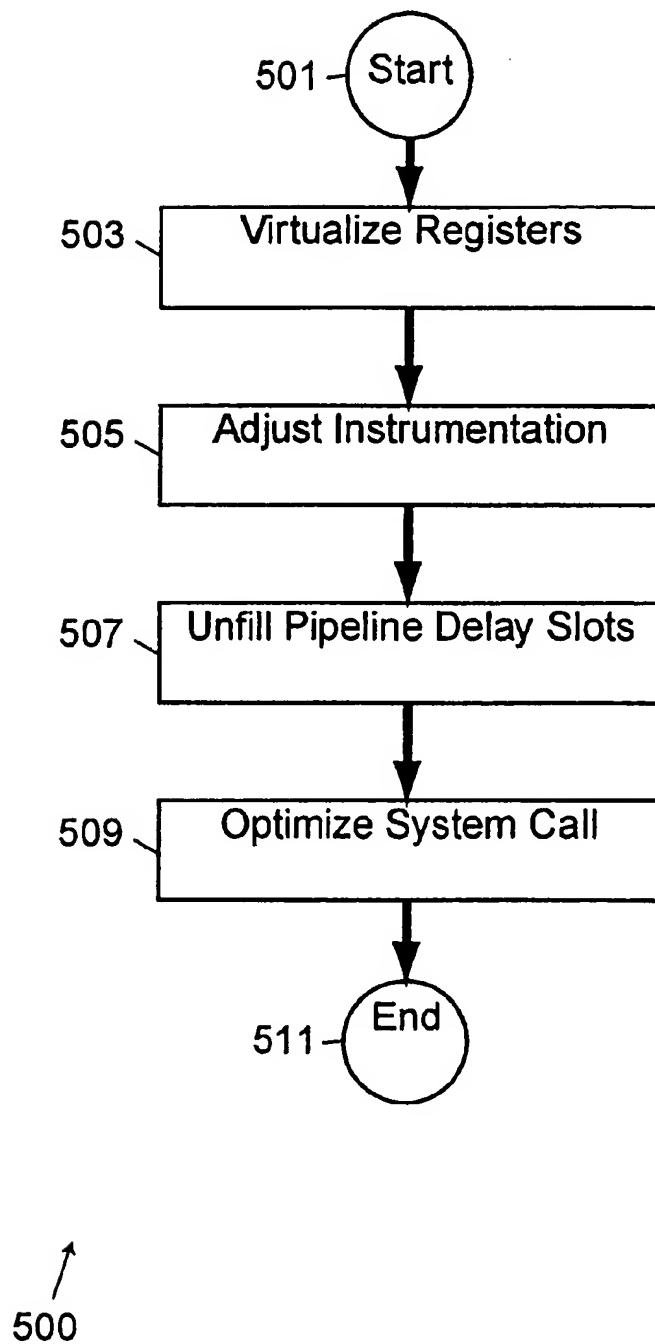 501 Start
503 Virtualize Registers
505 Adjust Instrumentation
507 Unfill Pipeline Delay Slots
509 Optimize System Call
511 End
500